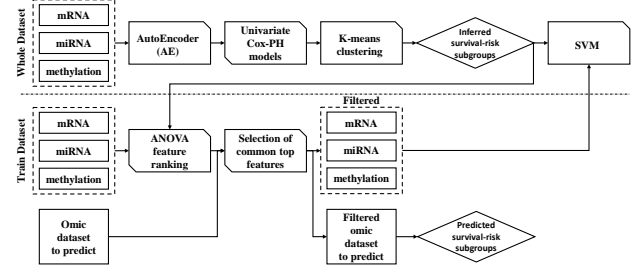 Whole Dataset
mRNA
miRNA
methylation
AutoEncoder
(AE)
Univariate
Cox-PH
models
K-means
clustering
Inferred
survival-risk
subgroups
SVM
Train Dataset
mRNA
miRNA
methylation
ANOVA
feature
ranking
Selection of
common top
features
Filtered
mRNA
miRNA
methylation
Omic
dataset
to predict
Filtered
omic
dataset
to predict
Predicted
survival-risk
subgroups